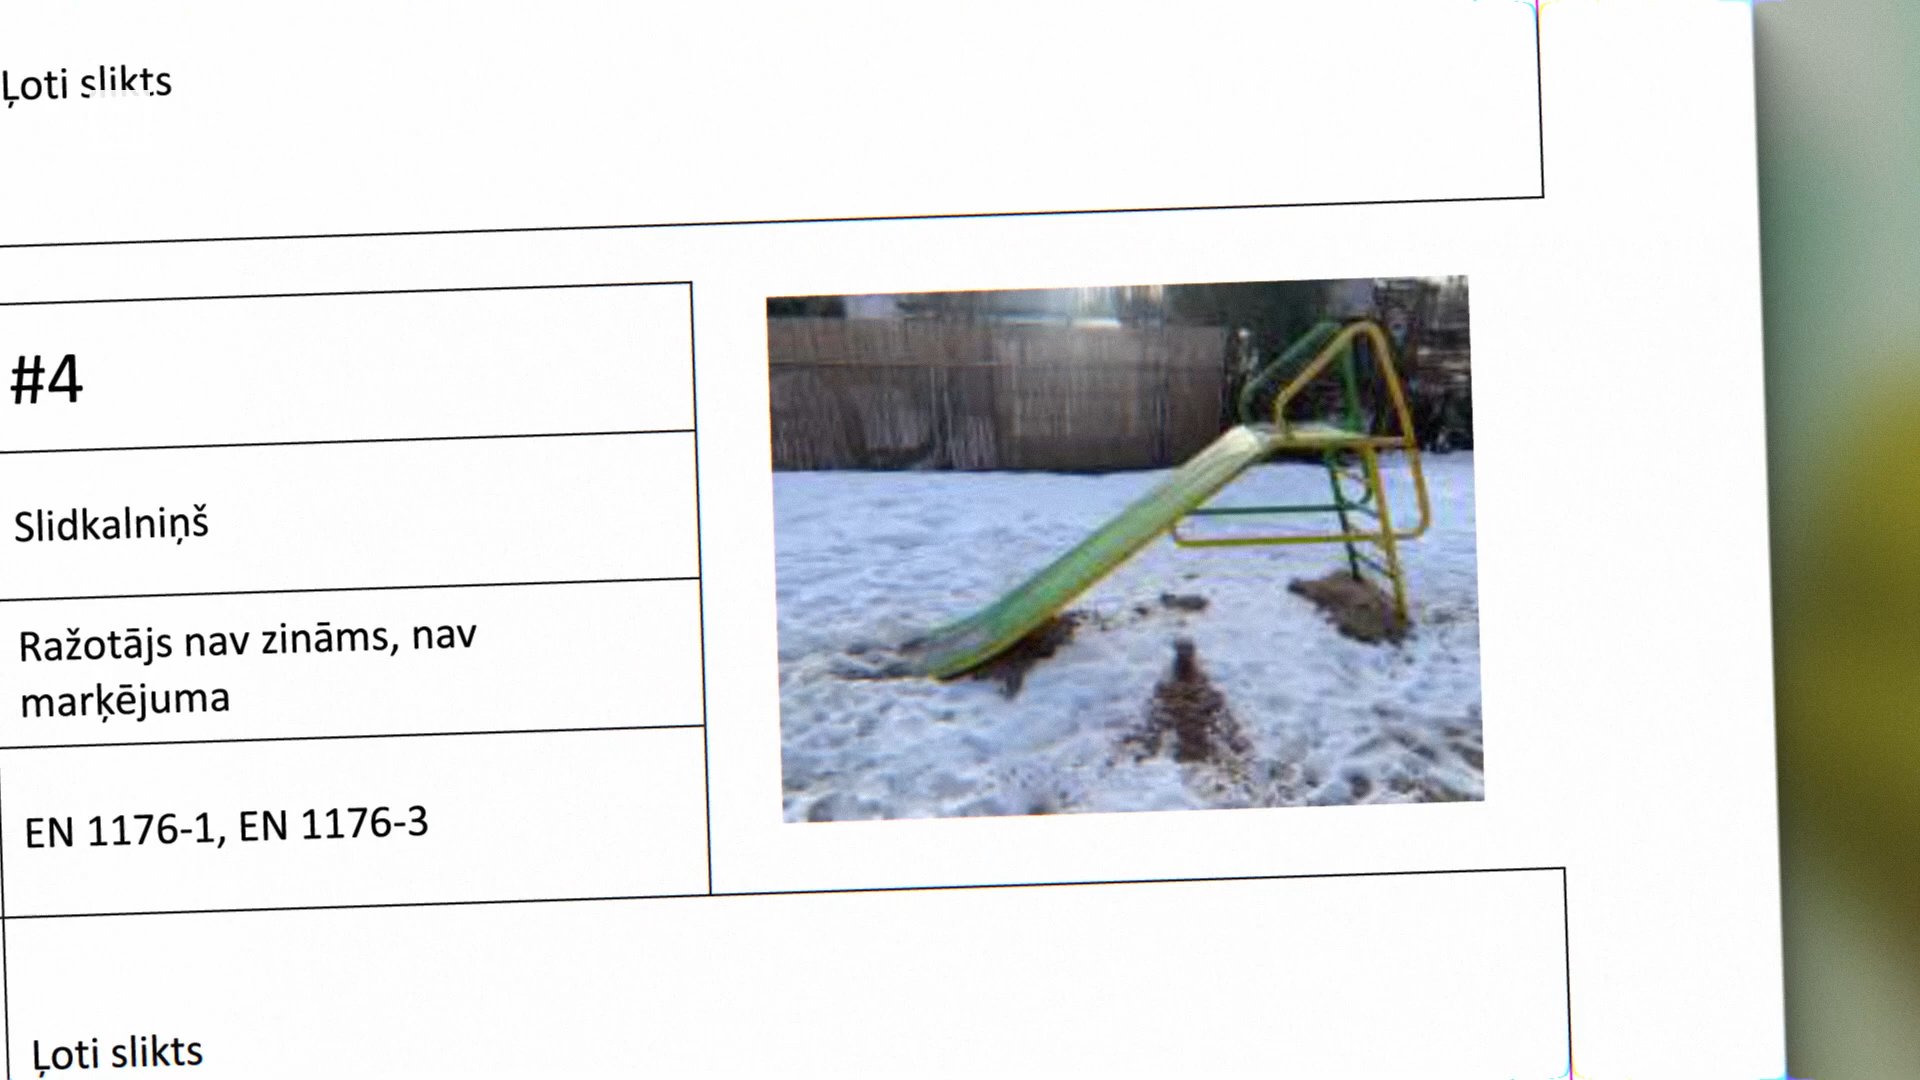 Ļoti slikts
#4
Slidkalniņš
Ražotājs nav zināms, nav
marķējuma
EN 1176-1, EN 1176-3
Ļoti slikts